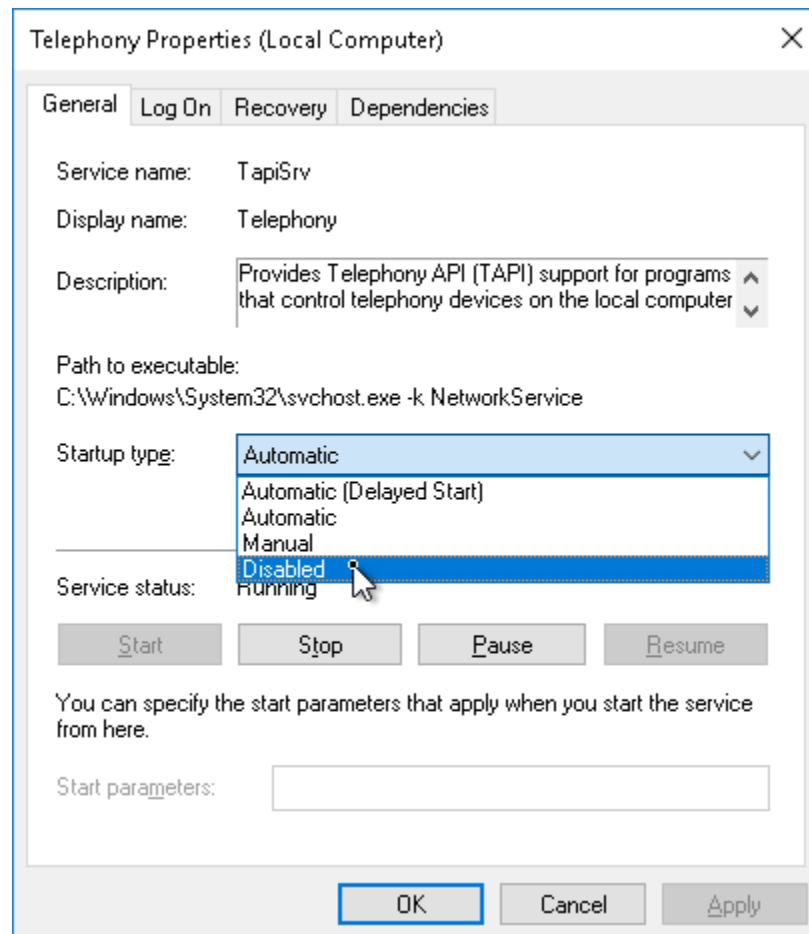 Telephony Properties (Local Computer)
General Log On Recovery Dependencies
Service name: TapiSrv
Display name: Telephony
Description: Provides Telephony API (TAPI) support for programs
that control telephony devices on the local computer
Path to executable:
C:\Windows\System32\svchost.exe -k NetworkService
Startup type: Automatic
Automatic (Delayed Start)
Automatic
Manual
Disabled
Service status: Running
Start Stop Pause Resume
You can specify the start parameters that apply when you start the service
from here.
Start parameters:
OK Cancel Apply